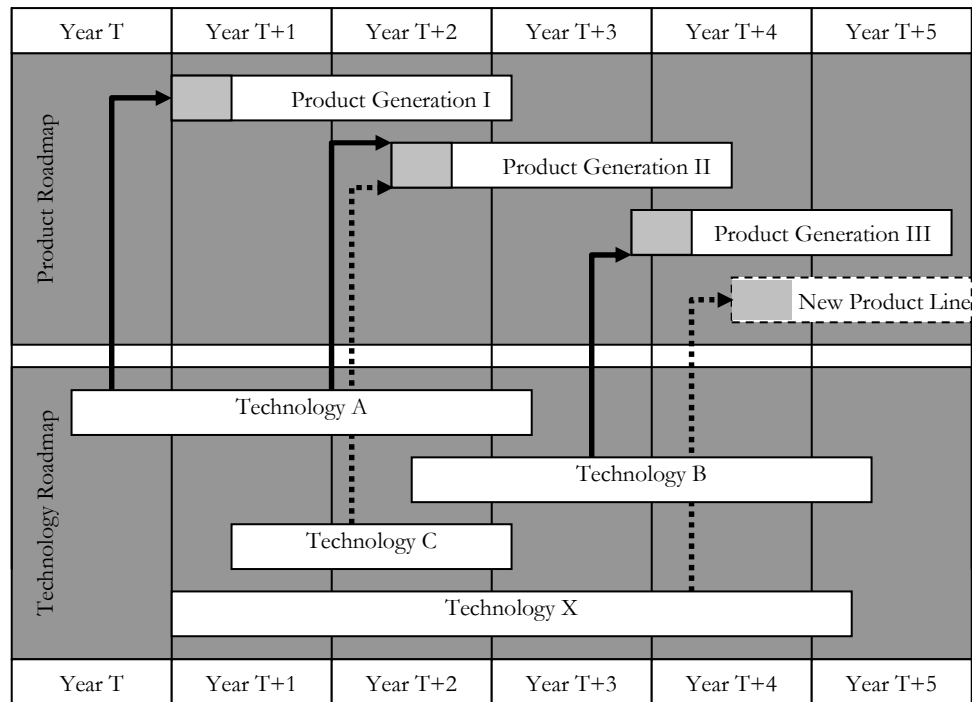 Year T
Year T+1
Year T+2
Year T+3
Year T+4
Year T+5
Product Roadmap
Product Generation I
Product Generation II
Product Generation III
New Product Line
Technology Roadmap
Technology A
Technology B
Technology C
Technology X
Year T
Year T+1
Year T+2
Year T+3
Year T+4
Year T+5